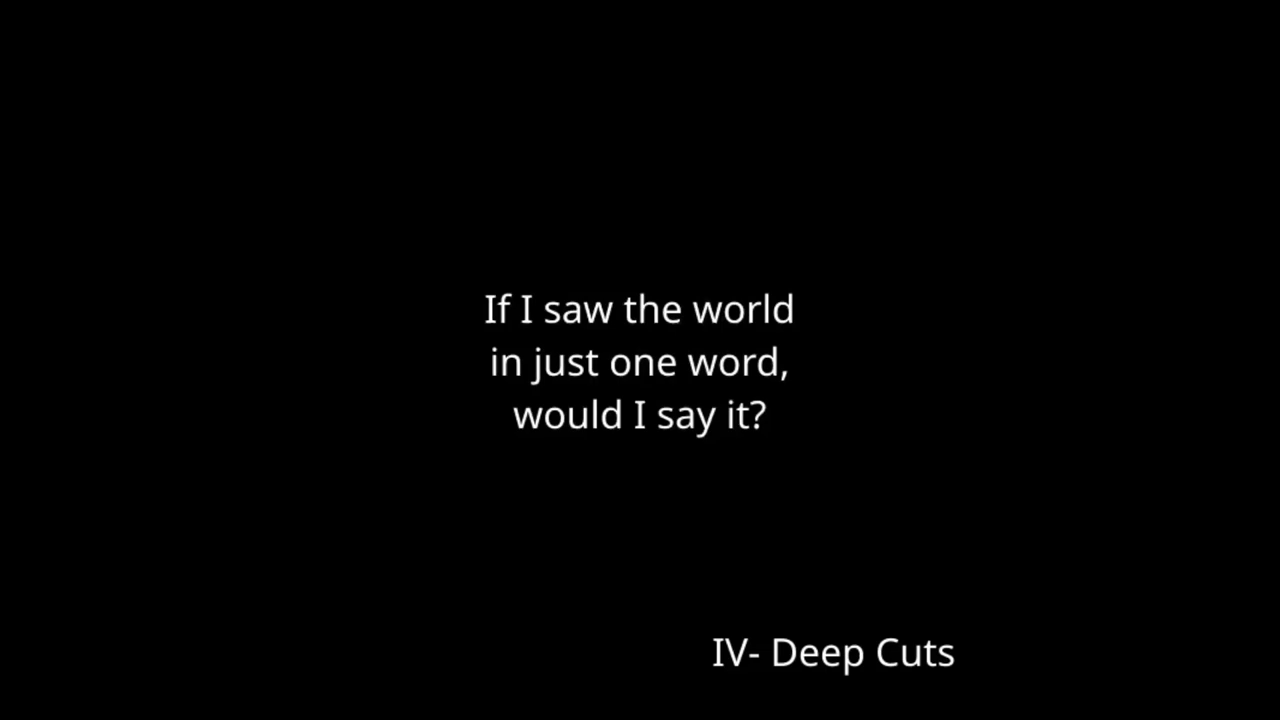 If I saw the world
in just one word,
would I say it?
IV- Deep Cuts